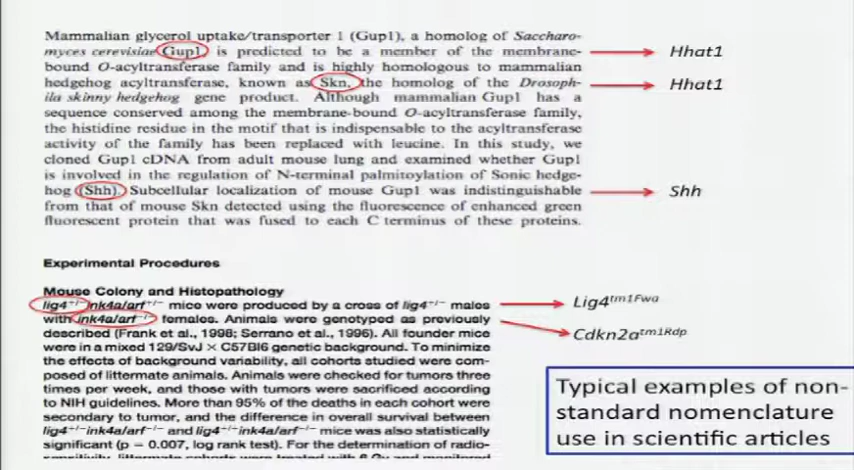 Mammalian glycerol uptake/transporter 1 (Gup1), a homolog of Saccharo-
myces cerevisiae Gup1, is predicted to be a member of the membrane-
bound O-acyltransferase family and is highly homologous to mammalian
hedgehog acyltransferase, known as Skn, the homolog of the Drosoph-
ila skinny hedgehog gene product. Although mammalian Gup1 has a
sequence conserved among the membrane-bound O-acyltransferase family,
the histidine residue in the motif that is indispensable to the acyltransferase
activity of the family has been replaced with leucine. In this study, we
cloned Gup1 cDNA from adult mouse lung and examined whether Gup1
is involved in the regulation of N-terminal palmitoylation of Sonic hedge-
hog (Shh). Subcellular localization of mouse Gup1 was indistinguishable
from that of mouse Skn detected using the fluorescence of enhanced green
fluorescent protein that was fused to each C terminus of these proteins.
Hhat1
Hhat1
Shh
Experimental Procedures
Mouse Colony and Histopathology
lig4+/- ink4a/arf+/- mice were produced by a cross of lig4+/- males
with ink4a/arf-/- females. Animals were genotyped as previously
described (Frank et al., 1998; Serrano et al., 1996). All founder mice
were in a mixed 129/SvJ × C57Bl6 genetic background. To minimize
the effects of background variability, all cohorts studied were com-
posed of littermate animals. Animals were checked for tumors three
times per week, and those with tumors were sacrificed according
to NIH guidelines. More than 95% of the deaths in each cohort were
secondary to tumor, and the difference in overall survival between
lig4+/- ink4a/arf-/- and lig4+/+ ink4a/arf-/- mice was also statistically
significant (p = 0.007, log rank test). For the determination of radio-
sensitivity, littermate cohorts were treated with 6 Gy and monitored
Lig4tm1Fwa
Cdkn2atm1Rdp
Typical examples of non-
standard nomenclature
use in scientific articles